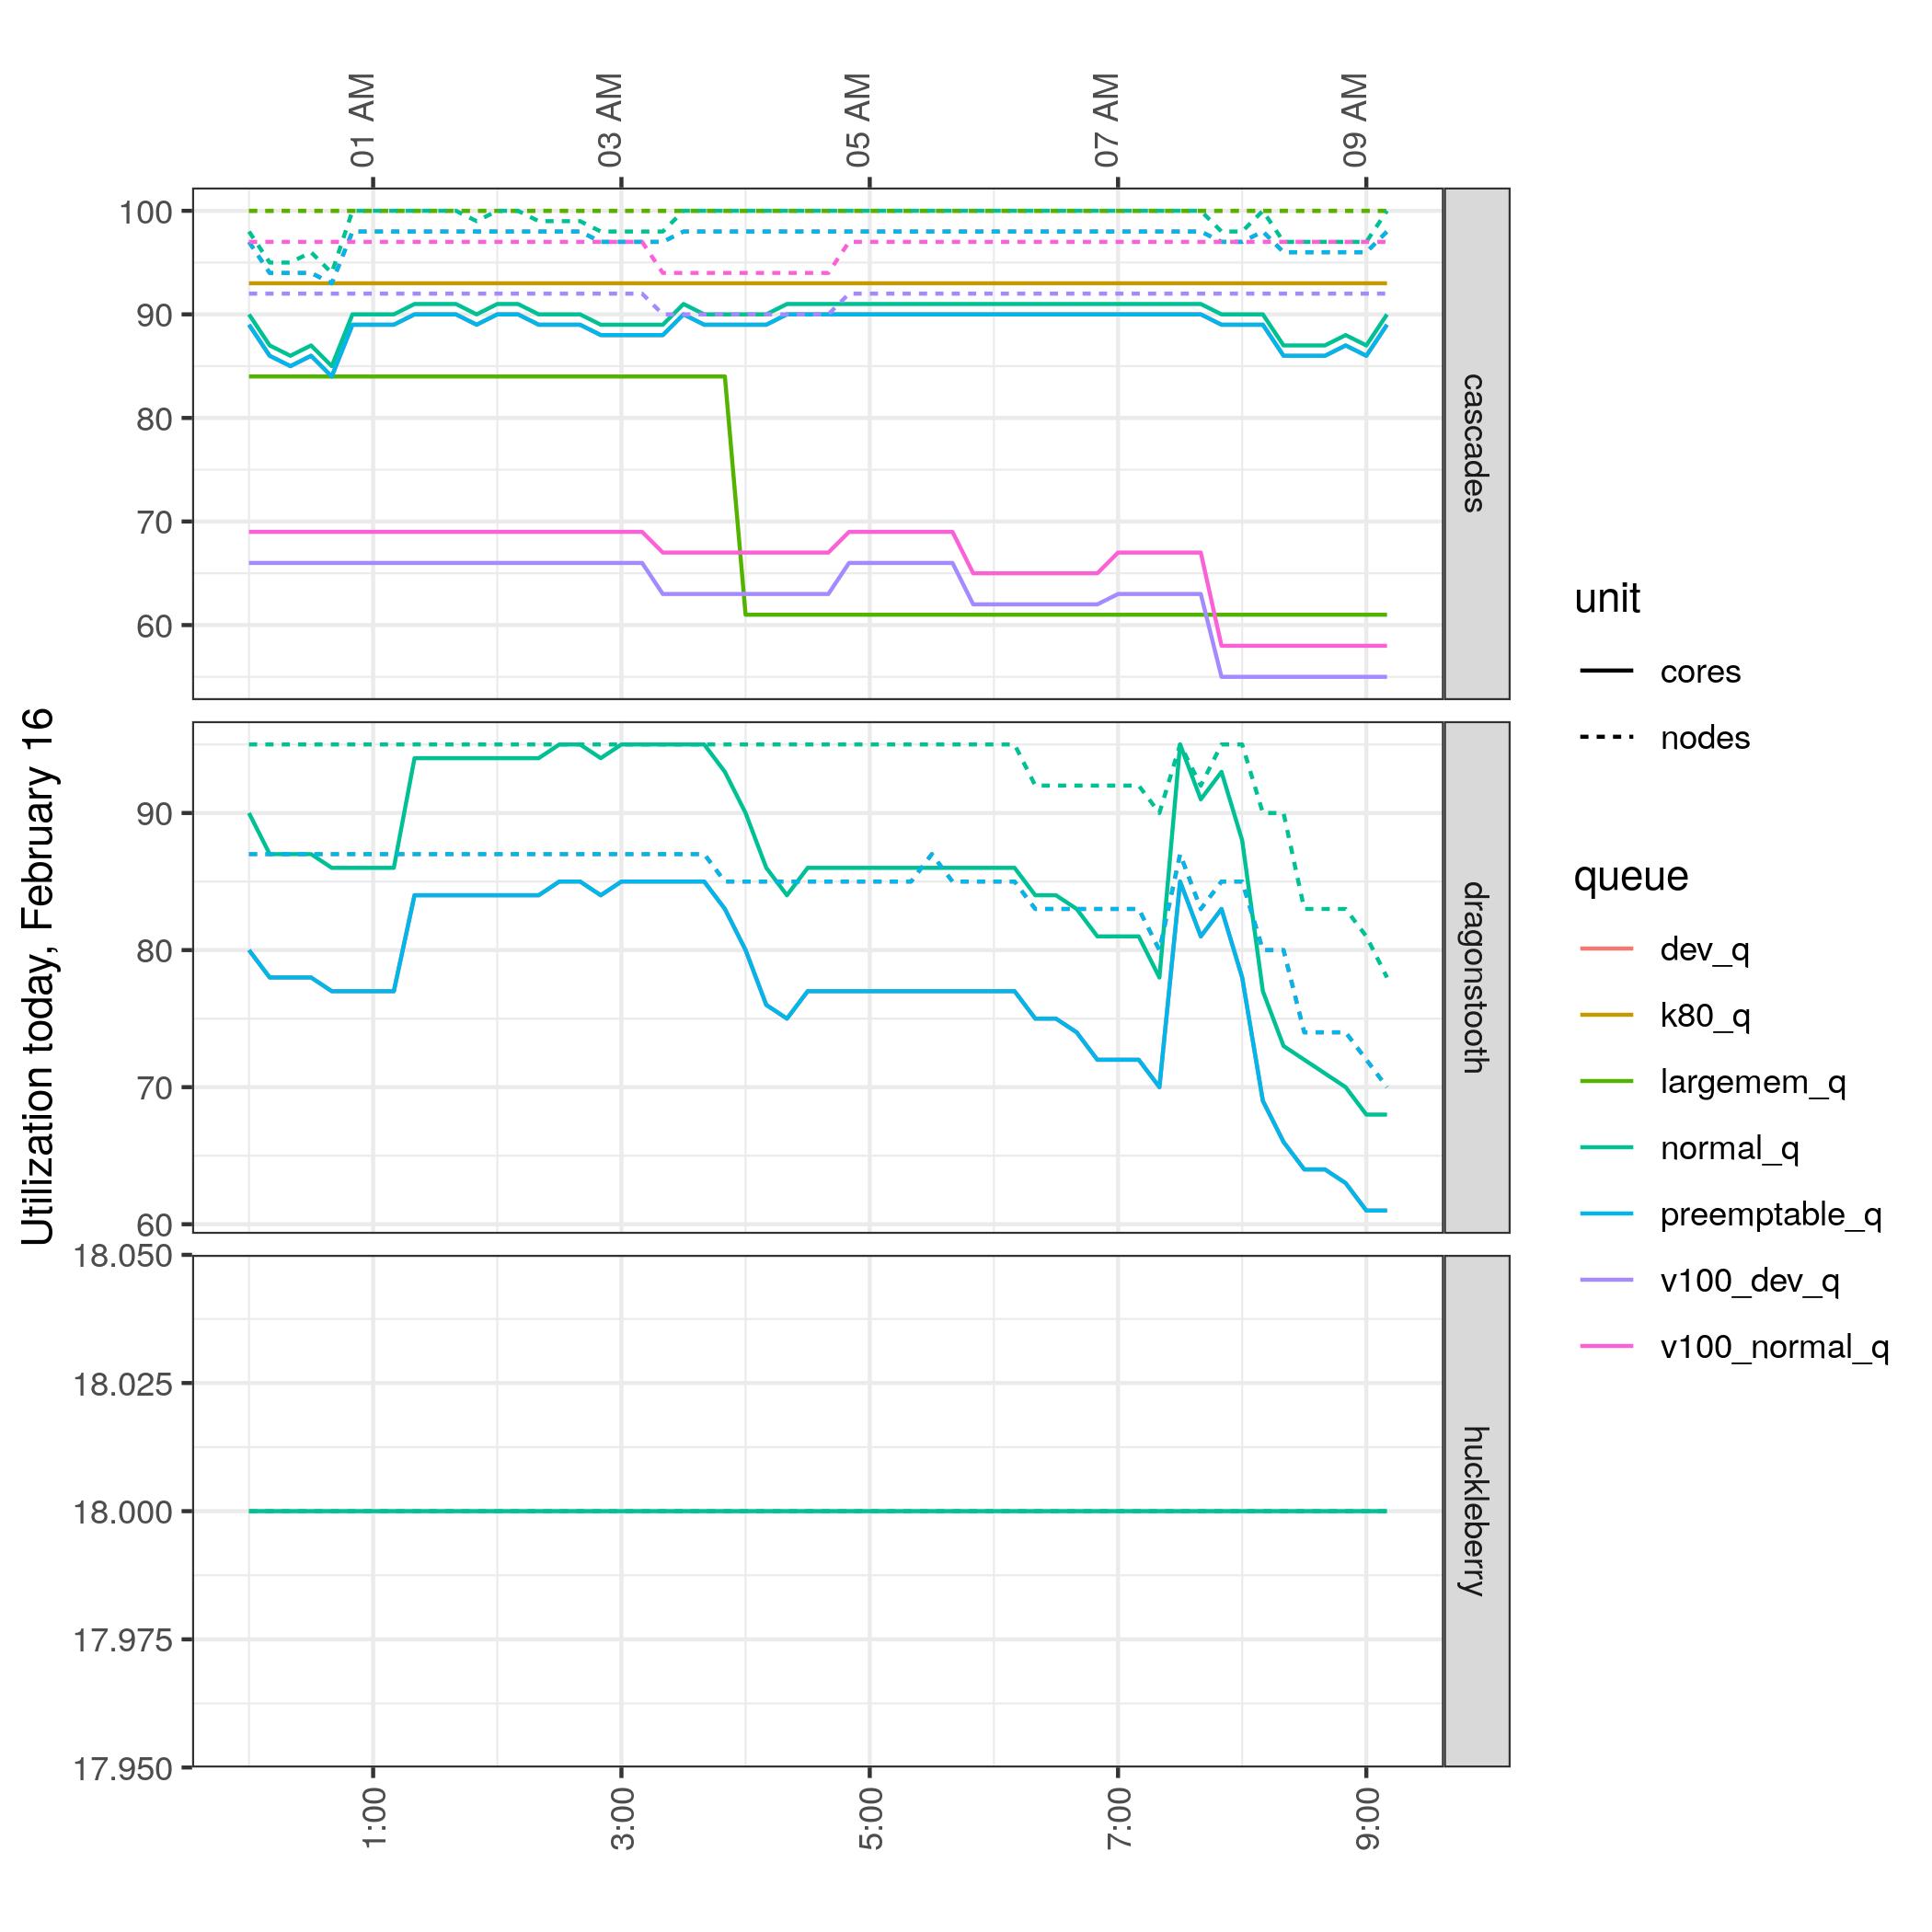 01 AM
03 AM
05 AM
07 AM
09 AM
Utilization today, February 16
100
90
80
70
60
cascades
90
80
70
60
dragonstooth
18.050
18.025
18.000
17.975
17.950
huckleberry
1:00
3:00
5:00
7:00
9:00
unit
cores
nodes
queue
dev_q
k80_q
largemem_q
normal_q
preemptable_q
v100_dev_q
v100_normal_q